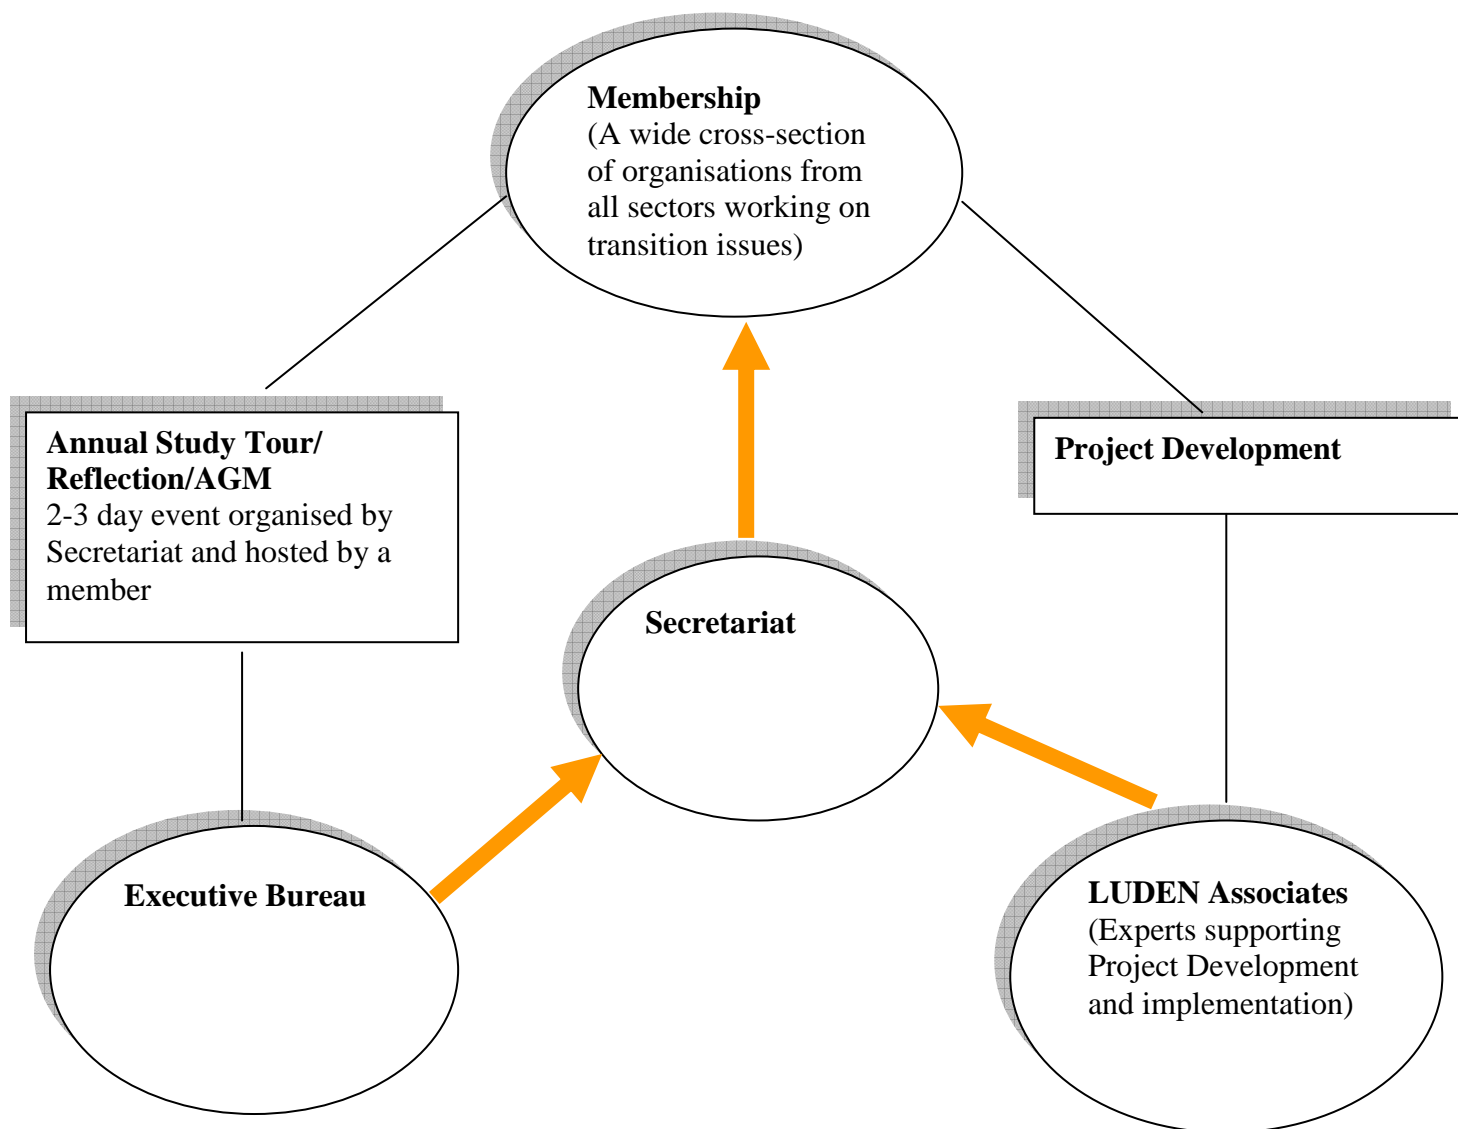 Membership
(A wide cross-section
of organisations from
all sectors working on
transition issues)
Annual Study Tour/
Reflection/AGM
2-3 day event organised by
Secretariat and hosted by a
member
Project Development
Secretariat
Executive Bureau
LUDEN Associates
(Experts supporting
Project Development
and implementation)